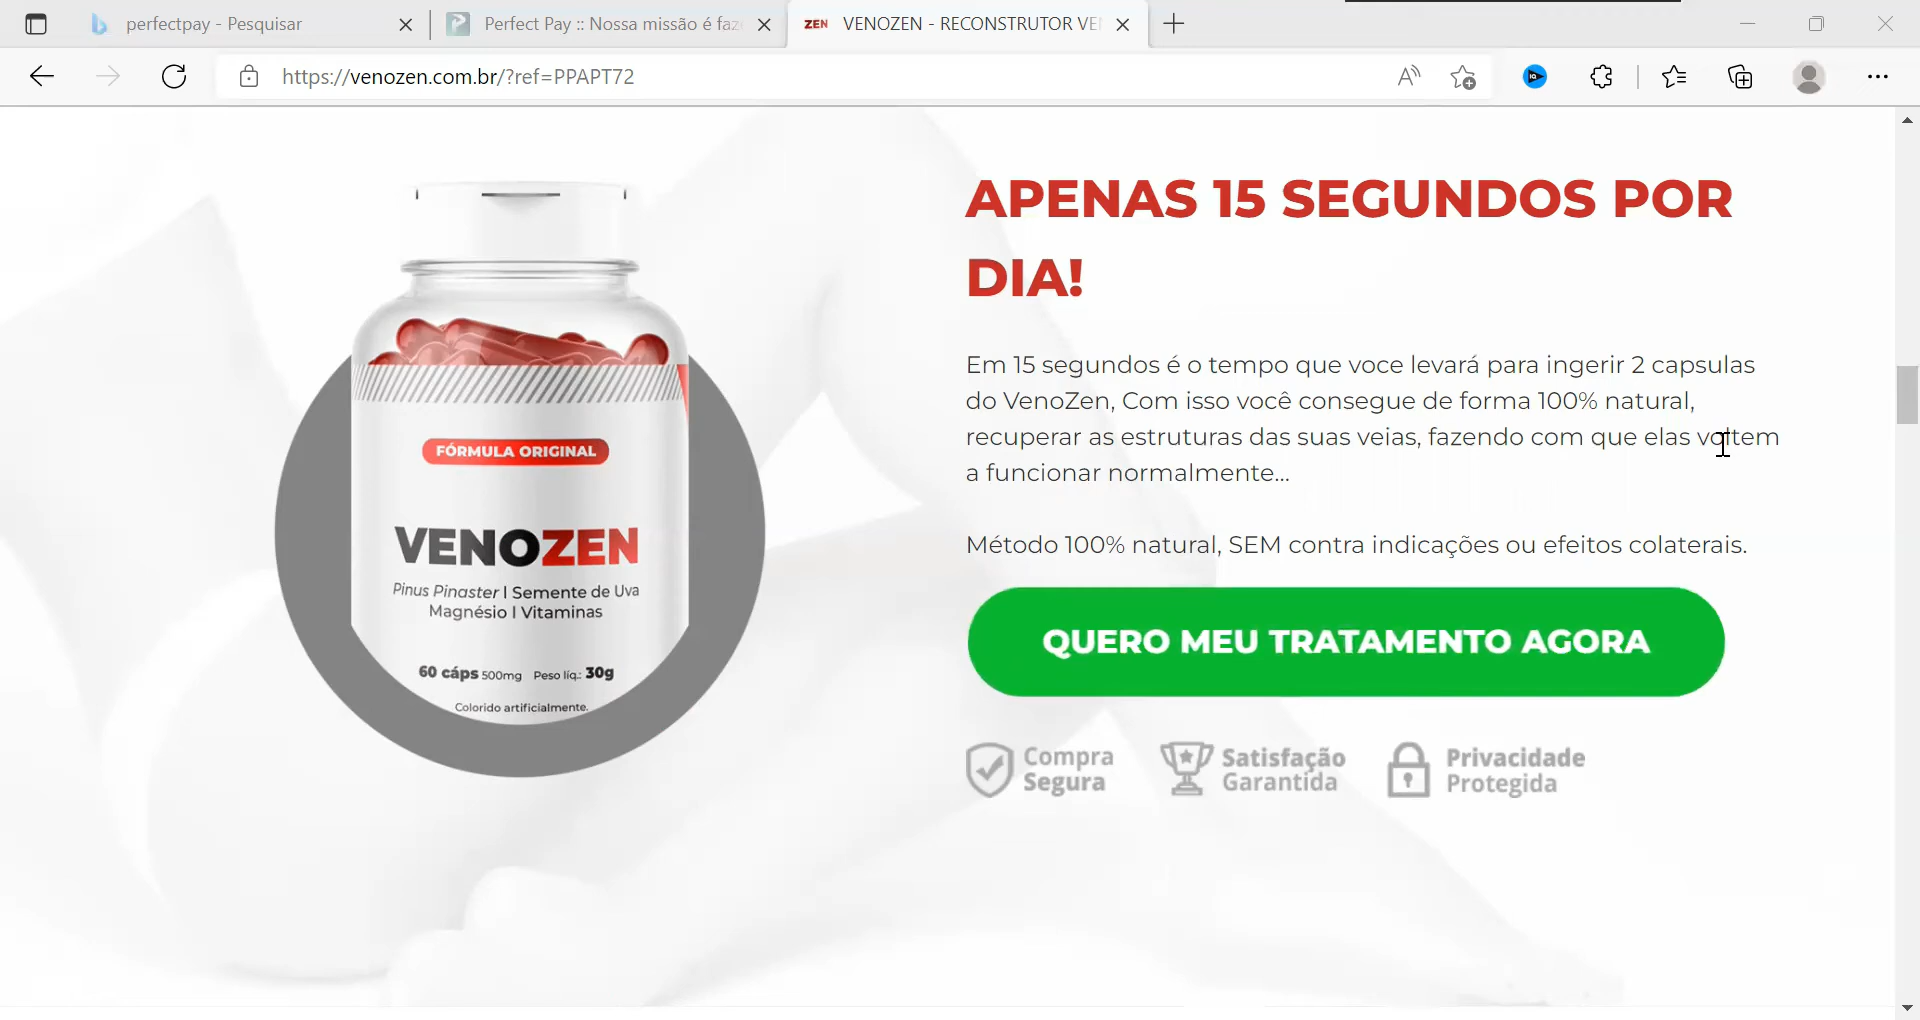 perfectpay - Pesquisar
Perfect Pay :: Nossa missão é faz
ZEN VENOZEN - RECONSTRUTOR VE
https://venozen.com.br/?ref=PPAPT72
APENAS 15 SEGUNDOS POR
DIA!
Em 15 segundos é o tempo que voce levará para ingerir 2 capsulas
do VenoZen, Com isso você consegue de forma 100% natural,
recuperar as estruturas das suas veias, fazendo com que elas voltem
a funcionar normalmente...
Método 100% natural, SEM contra indicações ou efeitos colaterais.
QUERO MEU TRATAMENTO AGORA
Compra
Segura
Satisfação
Garantida
Privacidade
Protegida
FÓRMULA ORIGINAL
VENOZEN
Pinus Pinaster | Semente de Uva
Magnésio | Vitaminas
60 cáps 500mg Peso líq.: 30g
Colorido artificialmente.